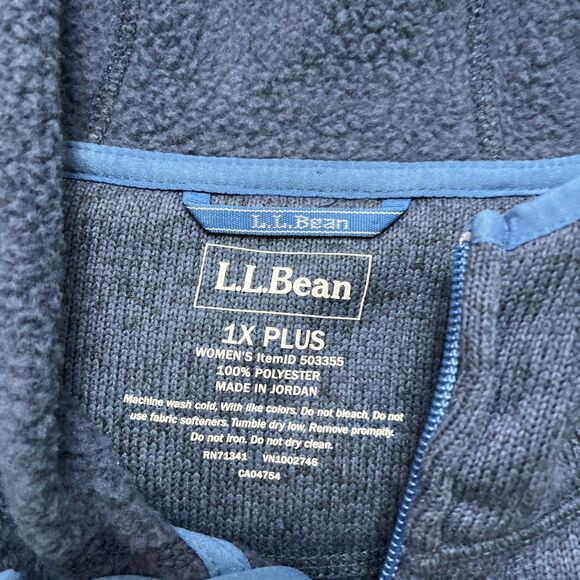 L.L.Bean
L.L.Bean
1X PLUS
WOMEN'S ItemID 503355
100% POLYESTER
MADE IN JORDAN
Machine wash cold, With like colors, Do not bleach, Do not
use fabric softeners. Tumble dry low, Remove promptly.
Do not iron. Do not dry clean.
RN71341 VN1002746
CA04754